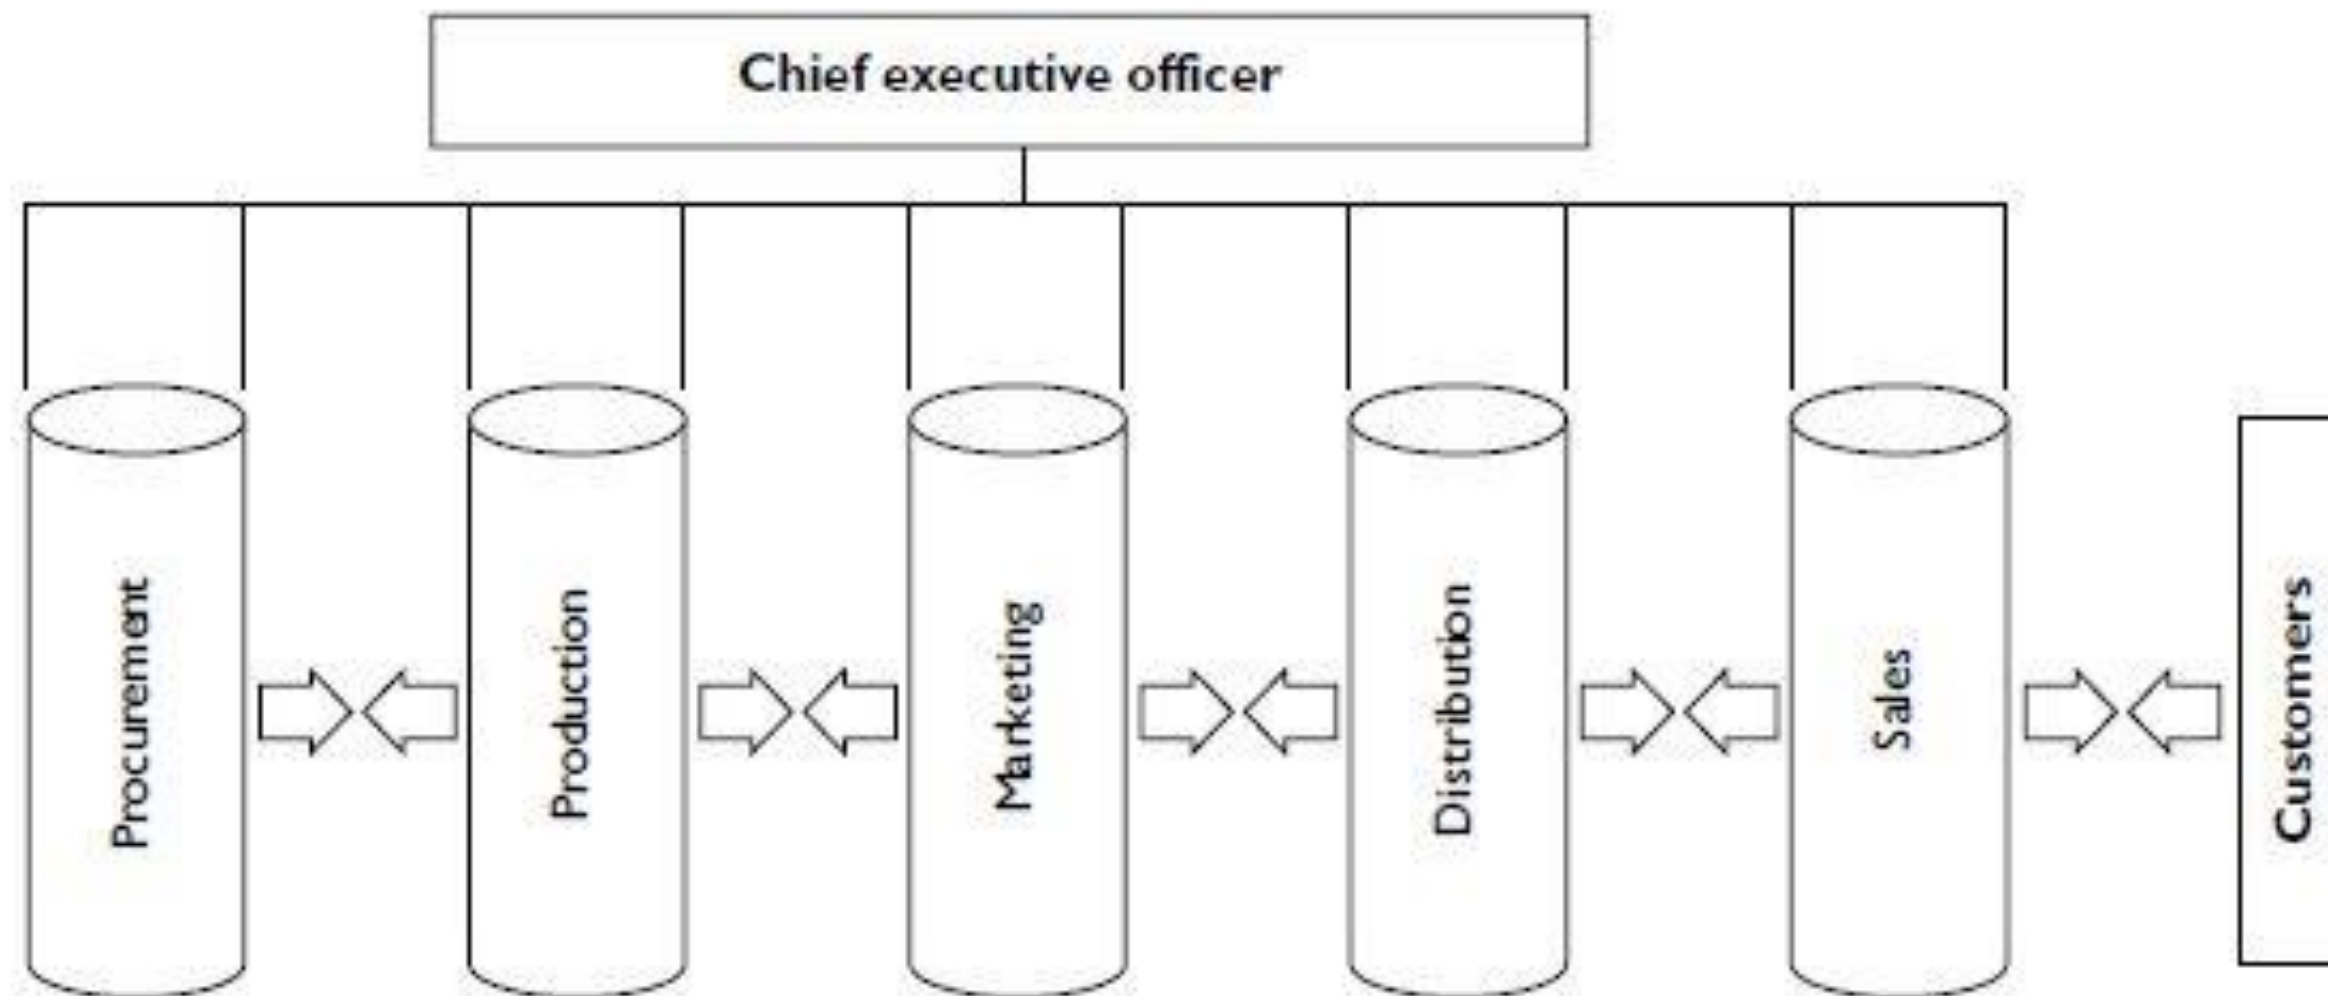 Chief executive officer
Procurement
Production
Marketing
Distribution
Sales
Customers